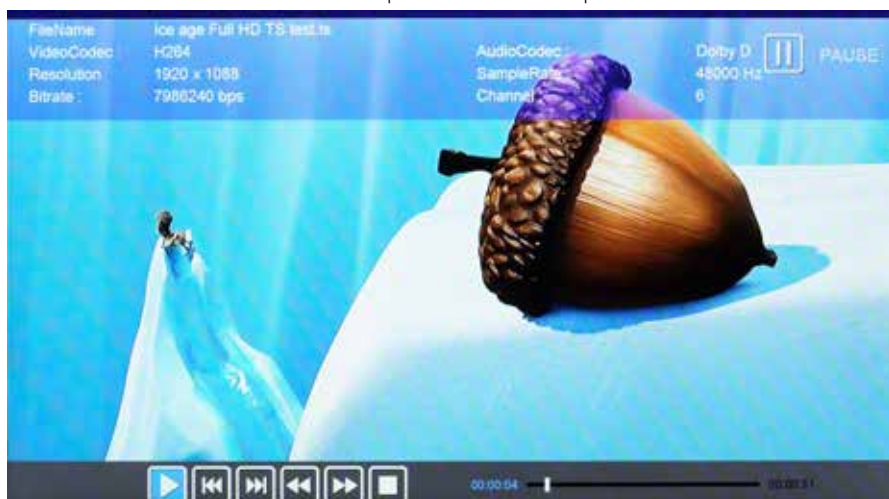 FileName Ice age Full HD TS test.ts
VideoCodec H264
Resolution 1920 x 1088
Bitrate : 7986240 bps
AudioCodec : Dolby D
SampleRate 48000 Hz
Channel 6
PAUSE
00:00:54